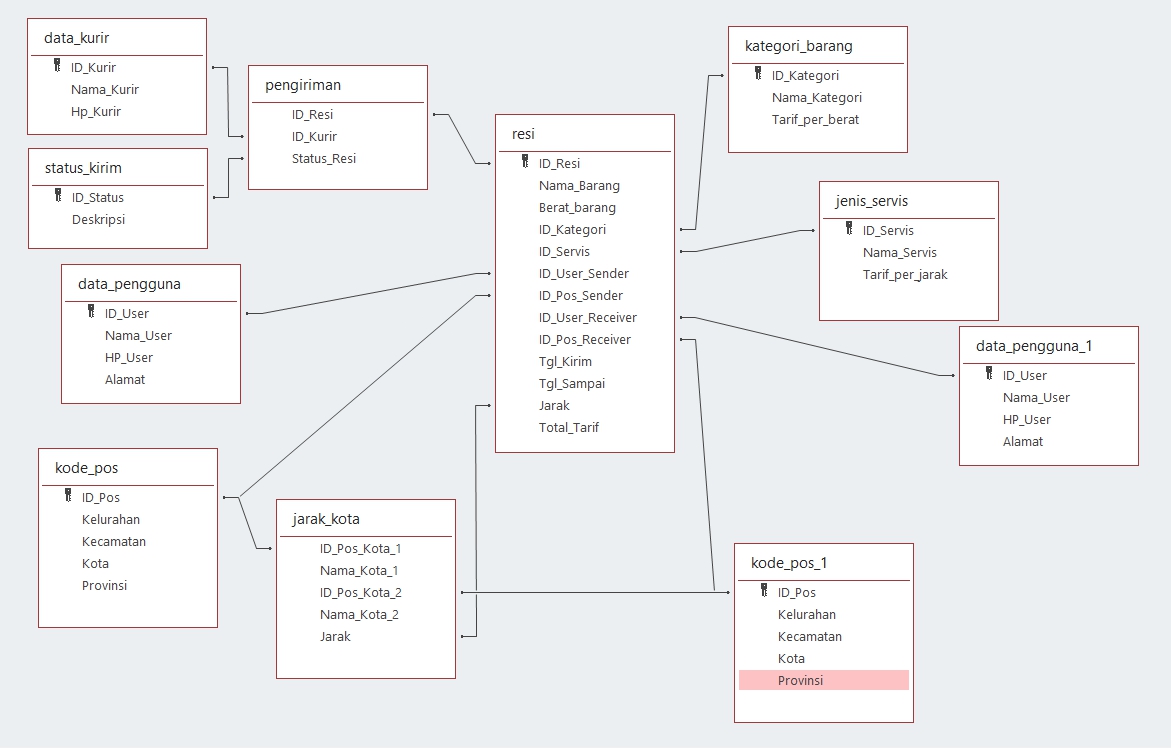 data_kurir
ID_Kurir
Nama_Kurir
Hp_Kurir
pengiriman
ID_Resi
ID_Kurir
Status_Resi
status_kirim
ID_Status
Deskripsi
data_pengguna
ID_User
Nama_User
HP_User
Alamat
kode_pos
ID_Pos
Kelurahan
Kecamatan
Kota
Provinsi
jarak_kota
ID_Pos_Kota_1
Nama_Kota_1
ID_Pos_Kota_2
Nama_Kota_2
Jarak
resi
ID_Resi
Nama_Barang
Berat_barang
ID_Kategori
ID_Servis
ID_User_Sender
ID_Pos_Sender
ID_User_Receiver
ID_Pos_Receiver
Tgl_Kirim
Tgl_Sampai
Jarak
Total_Tarif
kategori_barang
ID_Kategori
Nama_Kategori
Tarif_per_berat
jenis_servis
ID_Servis
Nama_Servis
Tarif_per_jarak
data_pengguna_1
ID_User
Nama_User
HP_User
Alamat
kode_pos_1
ID_Pos
Kelurahan
Kecamatan
Kota
Provinsi